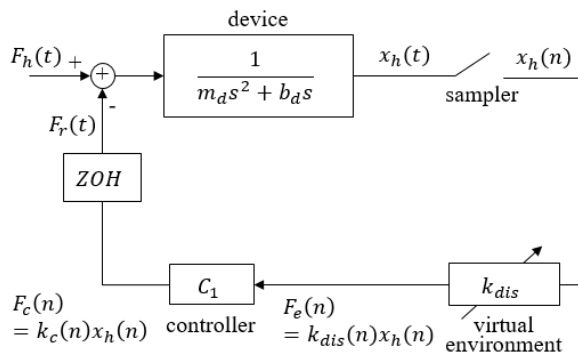 device
F_h(t)
+
+
-
1
m_d s^2 + b_d s
x_h(t)
x_h(n)
sampler
F_r(t)
ZOH
C_1
k_dis
F_c(n)
= k_c(n)x_h(n)
controller
F_e(n)
= k_dis(n)x_h(n)
virtual
environment